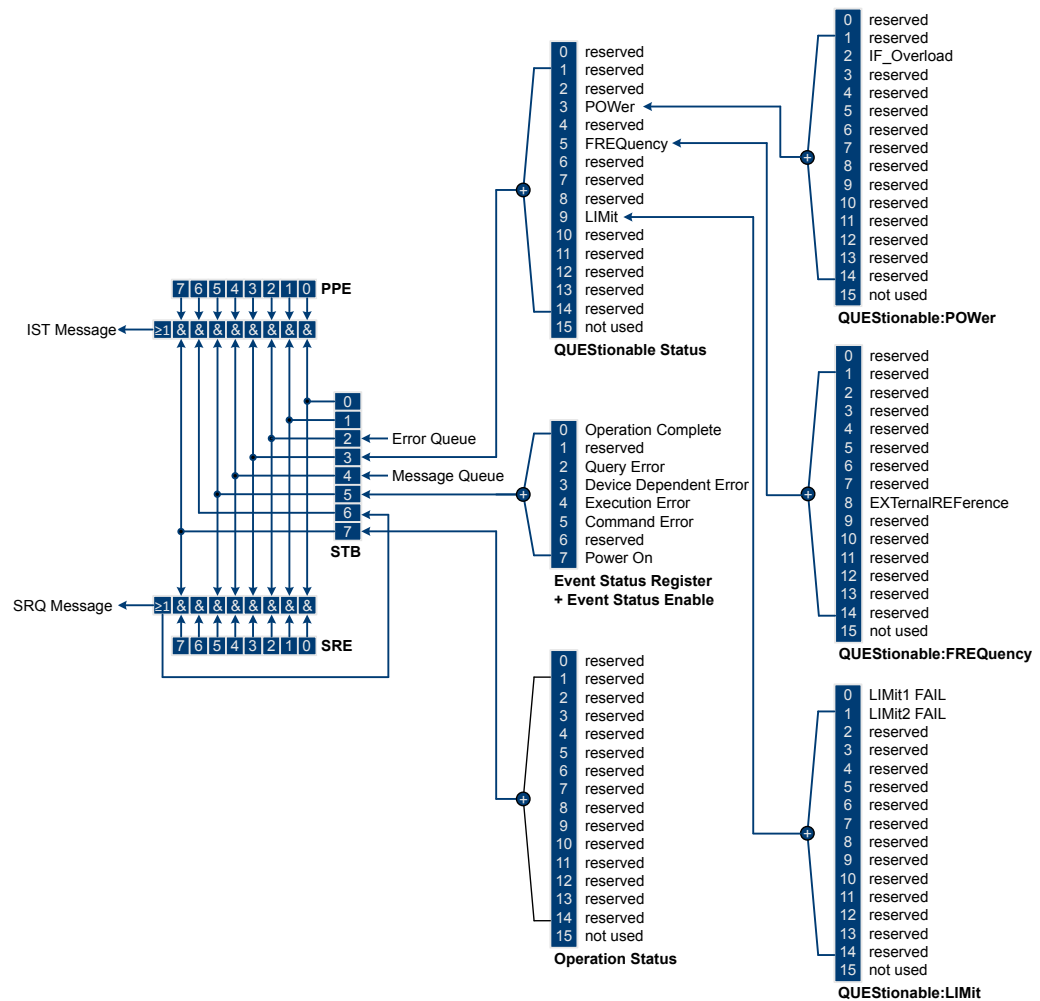 7 6 5 4 3 2 1 0 PPE
IST Message ≥1 & & & & & & & &
0
1
2 Error Queue
3
4 Message Queue
5
6
7
STB
SRQ Message ≥1 & & & & & & & &
7 6 5 4 3 2 1 0 SRE
0 reserved
1 reserved
2 reserved
3 POWer
4 reserved
5 FREQuency
6 reserved
7 reserved
8 reserved
9 LIMit
10 reserved
11 reserved
12 reserved
13 reserved
14 reserved
15 not used
QUEStionable Status
+
0 Operation Complete
1 reserved
2 Query Error
3 Device Dependent Error
4 Execution Error
5 Command Error
6 reserved
7 Power On
Event Status Register
+ Event Status Enable
+
0 reserved
1 reserved
2 reserved
3 reserved
4 reserved
5 reserved
6 reserved
7 reserved
8 reserved
9 reserved
10 reserved
11 reserved
12 reserved
13 reserved
14 reserved
15 not used
Operation Status
+
0 reserved
1 reserved
2 IF_Overload
3 reserved
4 reserved
5 reserved
6 reserved
7 reserved
8 reserved
9 reserved
10 reserved
11 reserved
12 reserved
13 reserved
14 reserved
15 not used
QUEStionable:POWer
+
0 reserved
1 reserved
2 reserved
3 reserved
4 reserved
5 reserved
6 reserved
7 reserved
8 EXTernalREFerence
9 reserved
10 reserved
11 reserved
12 reserved
13 reserved
14 reserved
15 not used
QUEStionable:FREQuency
+
0 LIMit1 FAIL
1 LIMit2 FAIL
2 reserved
3 reserved
4 reserved
5 reserved
6 reserved
7 reserved
8 reserved
9 reserved
10 reserved
11 reserved
12 reserved
13 reserved
14 reserved
15 not used
QUEStionable:LIMit
+